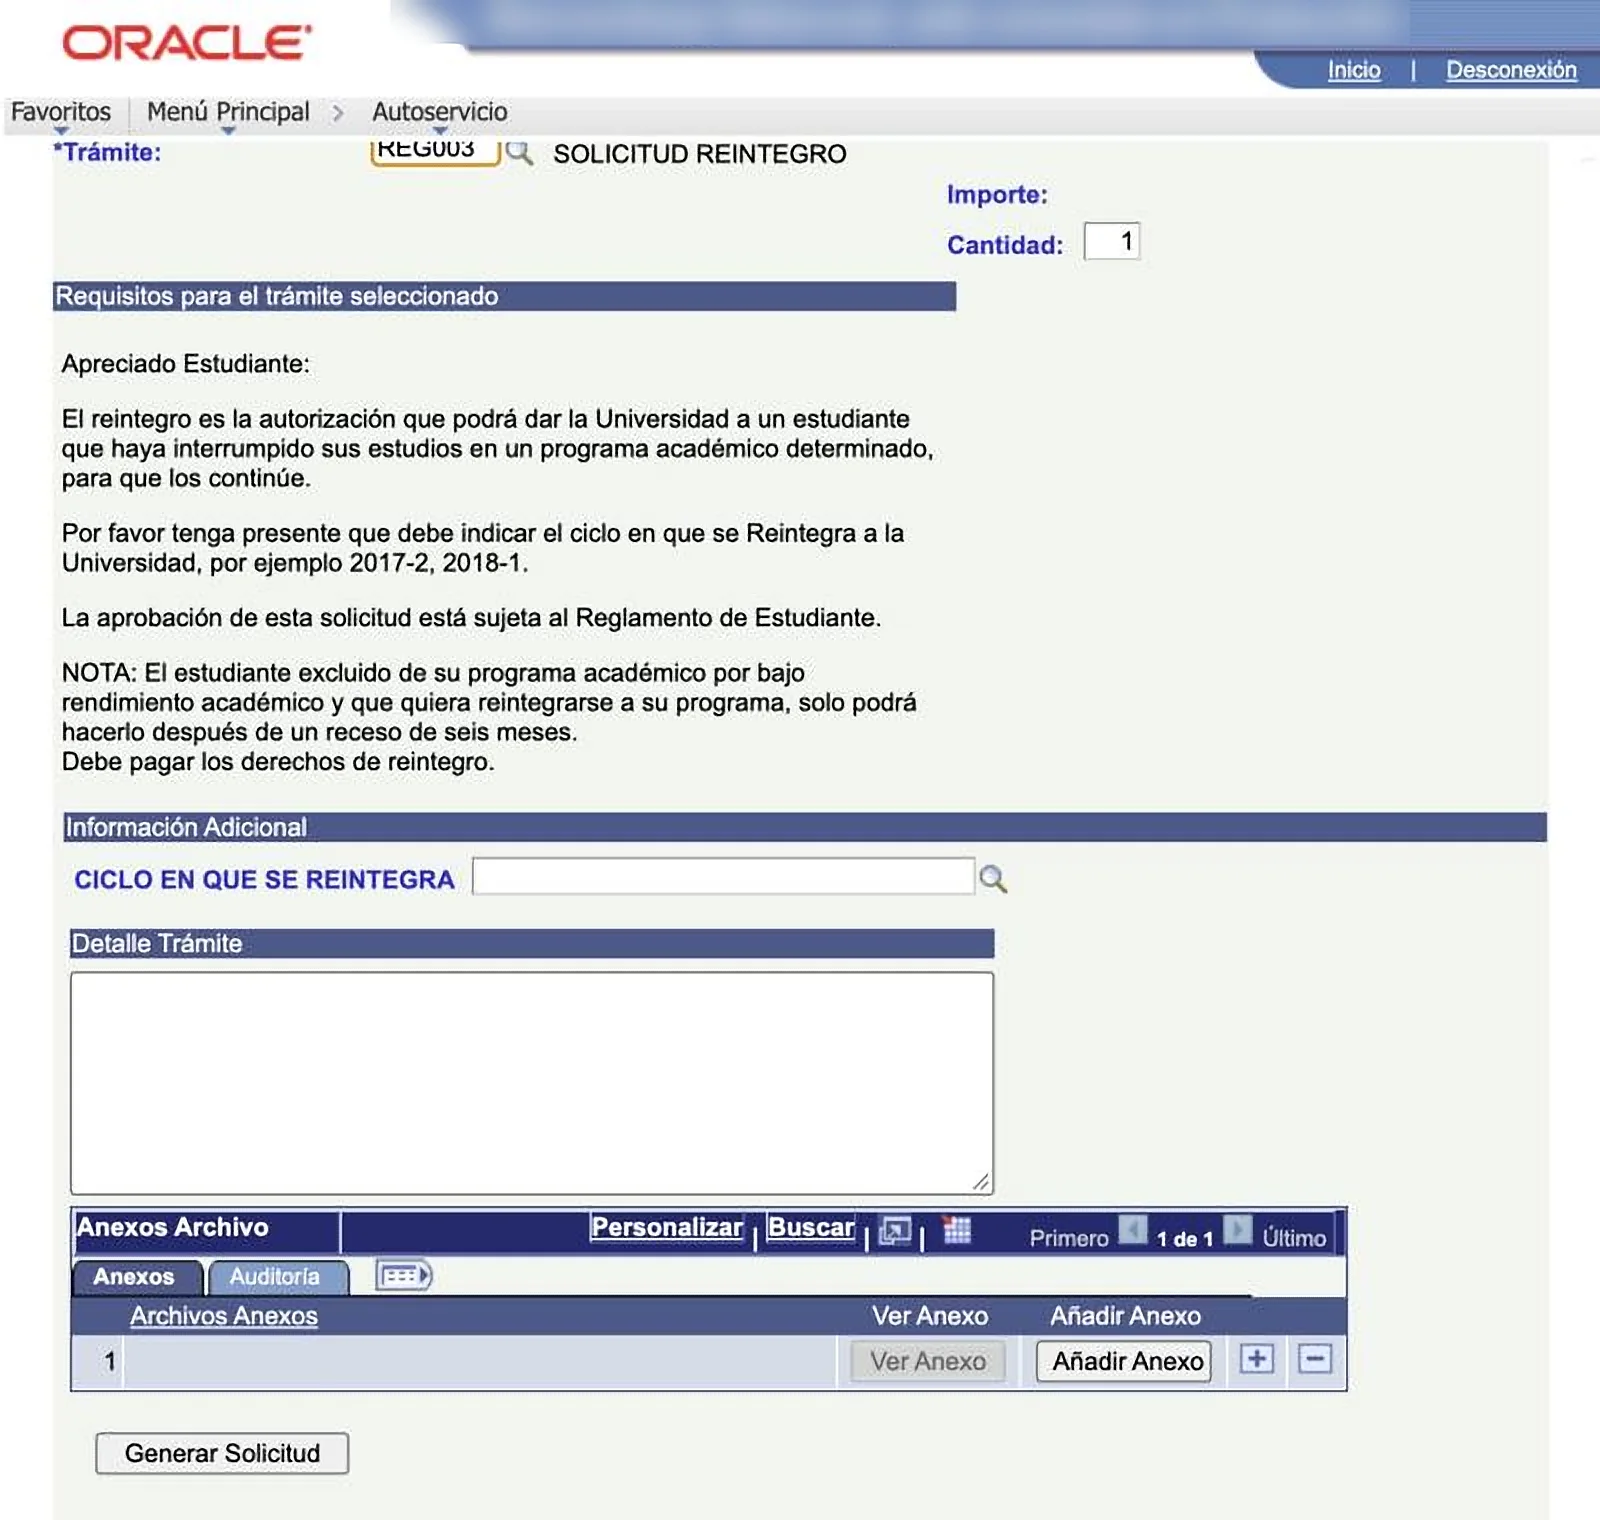 ORACLE
Inicio | Desconexión
Favoritos Menú Principal > Autoservicio
*Trámite: REG003 SOLICITUD REINTEGRO
Importe:
Cantidad: 1
Requisitos para el trámite seleccionado
Apreciado Estudiante:
El reintegro es la autorización que podrá dar la Universidad a un estudiante
que haya interrumpido sus estudios en un programa académico determinado,
para que los continúe.
Por favor tenga presente que debe indicar el ciclo en que se Reintegra a la
Universidad, por ejemplo 2017-2, 2018-1.
La aprobación de esta solicitud está sujeta al Reglamento de Estudiante.
NOTA: El estudiante excluido de su programa académico por bajo
rendimiento académico y que quiera reintegrarse a su programa, solo podrá
hacerlo después de un receso de seis meses.
Debe pagar los derechos de reintegro.
Información Adicional
CICLO EN QUE SE REINTEGRA
Detalle Trámite
Anexos Archivo Personalizar | Buscar | | Primero 1 de 1 Último
Anexos Auditoría
Archivos Anexos Ver Anexo Añadir Anexo
1 Ver Anexo Añadir Anexo + −
Generar Solicitud